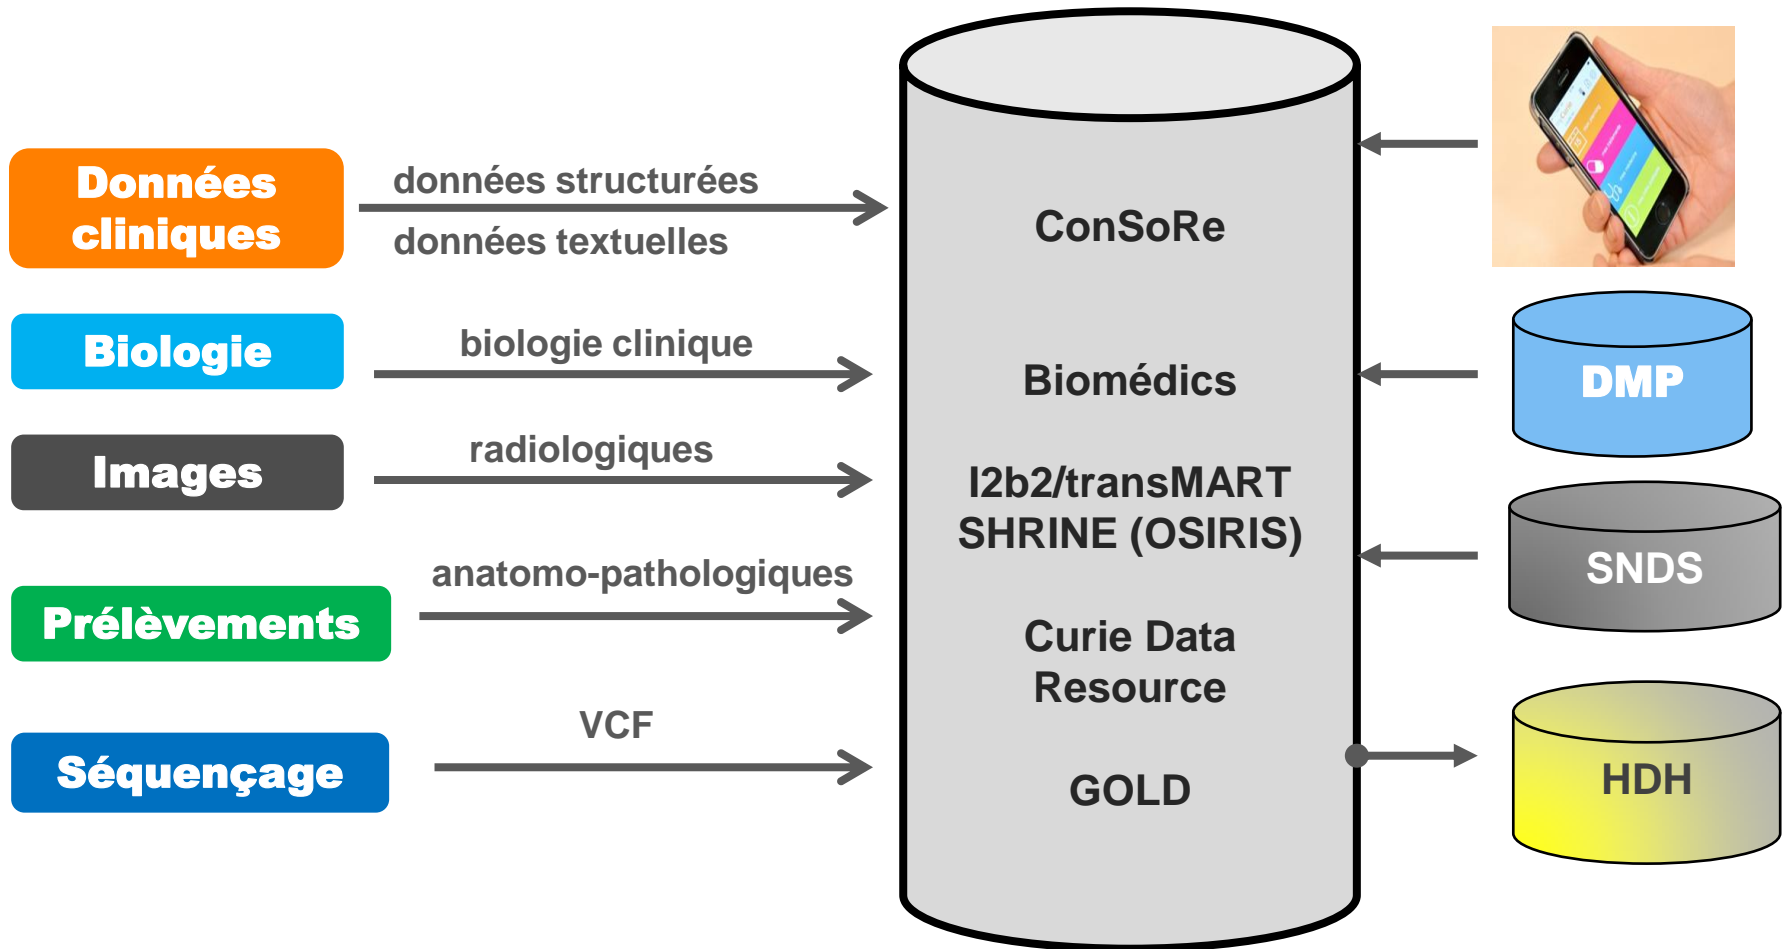 Données
cliniques
données structurées
données textuelles
Biologie
biologie clinique
Images
radiologiques
Prélèvements
anatomo-pathologiques
Séquençage
VCF
ConSoRe
Biomédics
I2b2/transMART
SHRINE (OSIRIS)
Curie Data
Resource
GOLD
DMP
SNDS
HDH